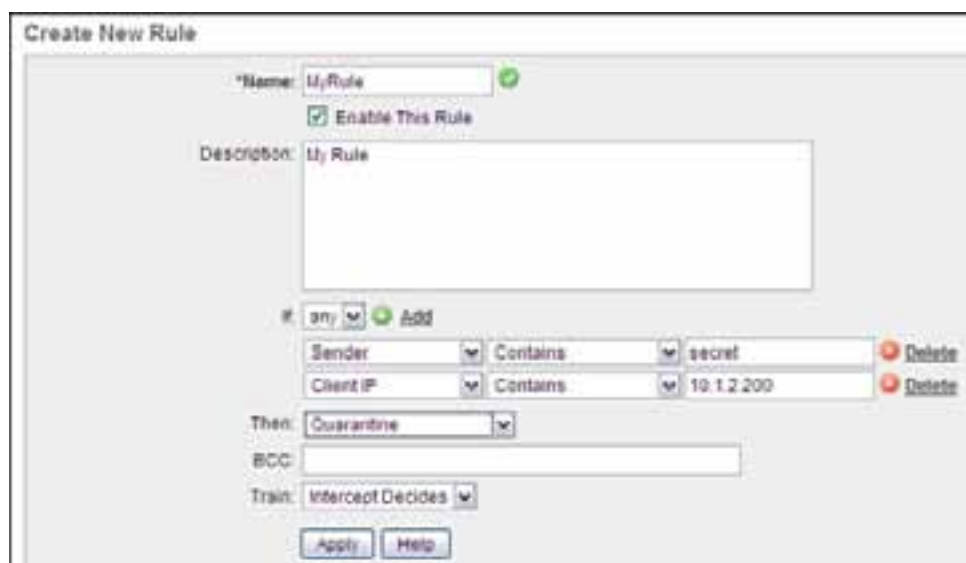 Create New Rule
*Name: MyRule
Enable This Rule
Description: My Rule
If: any Add
Sender Contains secret Delete
Client IP Contains 10.1.2.200 Delete
Then: Quarantine
BCC:
Train: Intercept Decides
Apply Help